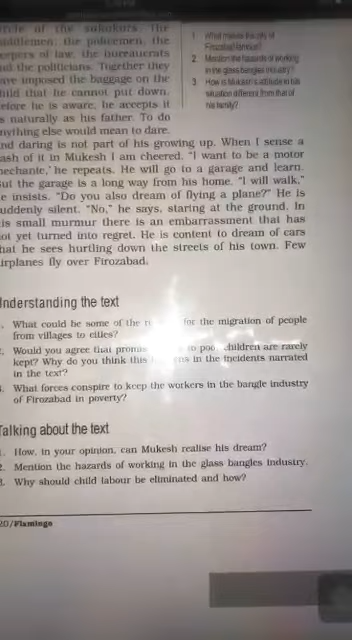 circle of the sahukars. The
middlemen, the policemen, the
keepers of law, the bureaucrats
and the politicians. Together they
have imposed the baggage on the
child that he cannot put down.
Before he is aware, he accepts it
as naturally as his father. To do
anything else would mean to dare.
And daring is not part of his growing up. When I sense a
flash of it in Mukesh I am cheered. "I want to be a motor
mechanic,' he repeats. He will go to a garage and learn.
But the garage is a long way from his home. "I will walk,"
he insists. "Do you also dream of flying a plane?" He is
suddenly silent. "No," he says, staring at the ground. In
his small murmur there is an embarrassment that has
not yet turned into regret. He is content to dream of cars
that he sees hurtling down the streets of his town. Few
airplanes fly over Firozabad.
1. What makes the city of
Firozabad famous?
2. Mention the hazards of working
in the glass bangles industry?
3. How is Mukesh's attitude to his
situation different from that of
his family?
Understanding the text
1. What could be some of the for the migration of people
from villages to cities?
2. Would you agree that to poor children are rarely
kept? Why do you think this in the incidents narrated
in the text?
3. What forces conspire to keep the workers in the bangle industry
of Firozabad in poverty?
Talking about the text
1. How, in your opinion, can Mukesh realise his dream?
2. Mention the hazards of working in the glass bangles industry.
3. Why should child labour be eliminated and how?
20/Flamingo